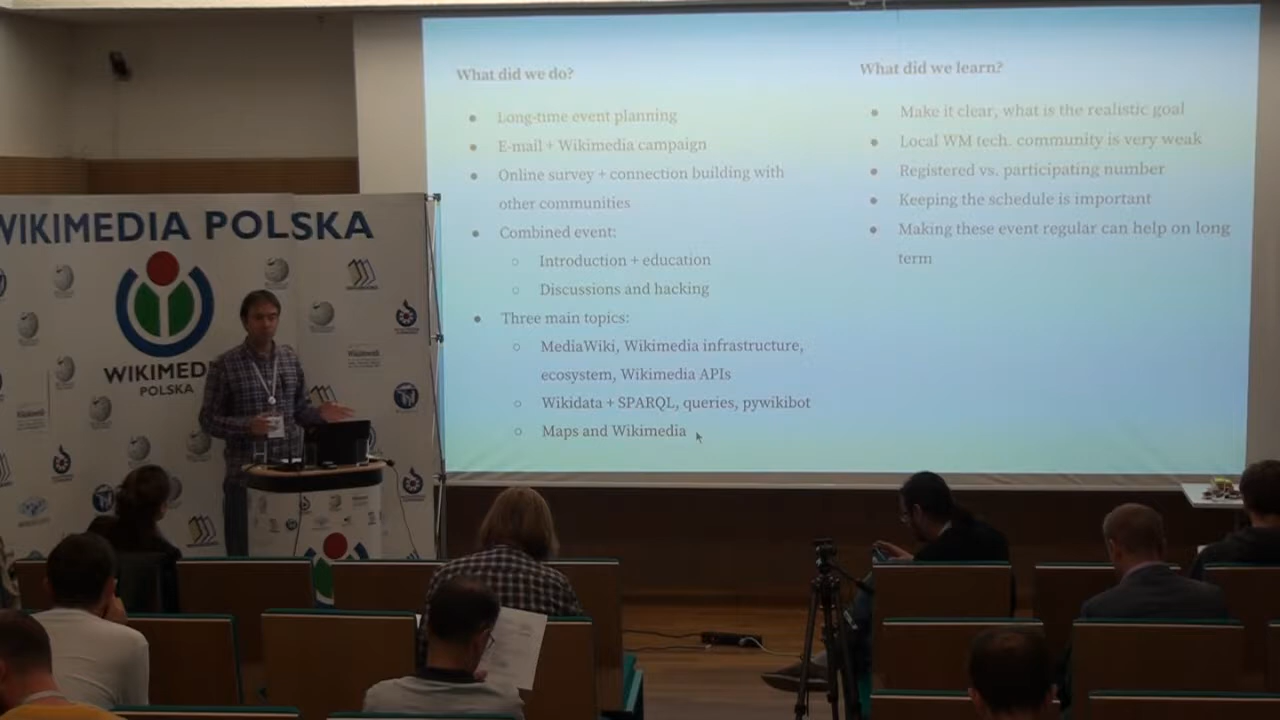 What did we do?
Long-time event planning
E-mail + Wikimedia campaign
Online survey + connection building with
other communities
Combined event:
Introduction + education
Discussions and hacking
Three main topics:
MediaWiki, Wikimedia infrastructure,
ecosystem, Wikimedia APIs
Wikidata + SPARQL, queries, pywikibot
Maps and Wikimedia
What did we learn?
Make it clear, what is the realistic goal
Local WM tech. community is very weak
Registered vs. participating number
Keeping the schedule is important
Making these event regular can help on long
term
WIKIMEDIA POLSKA
WIKIMED
POLSKA